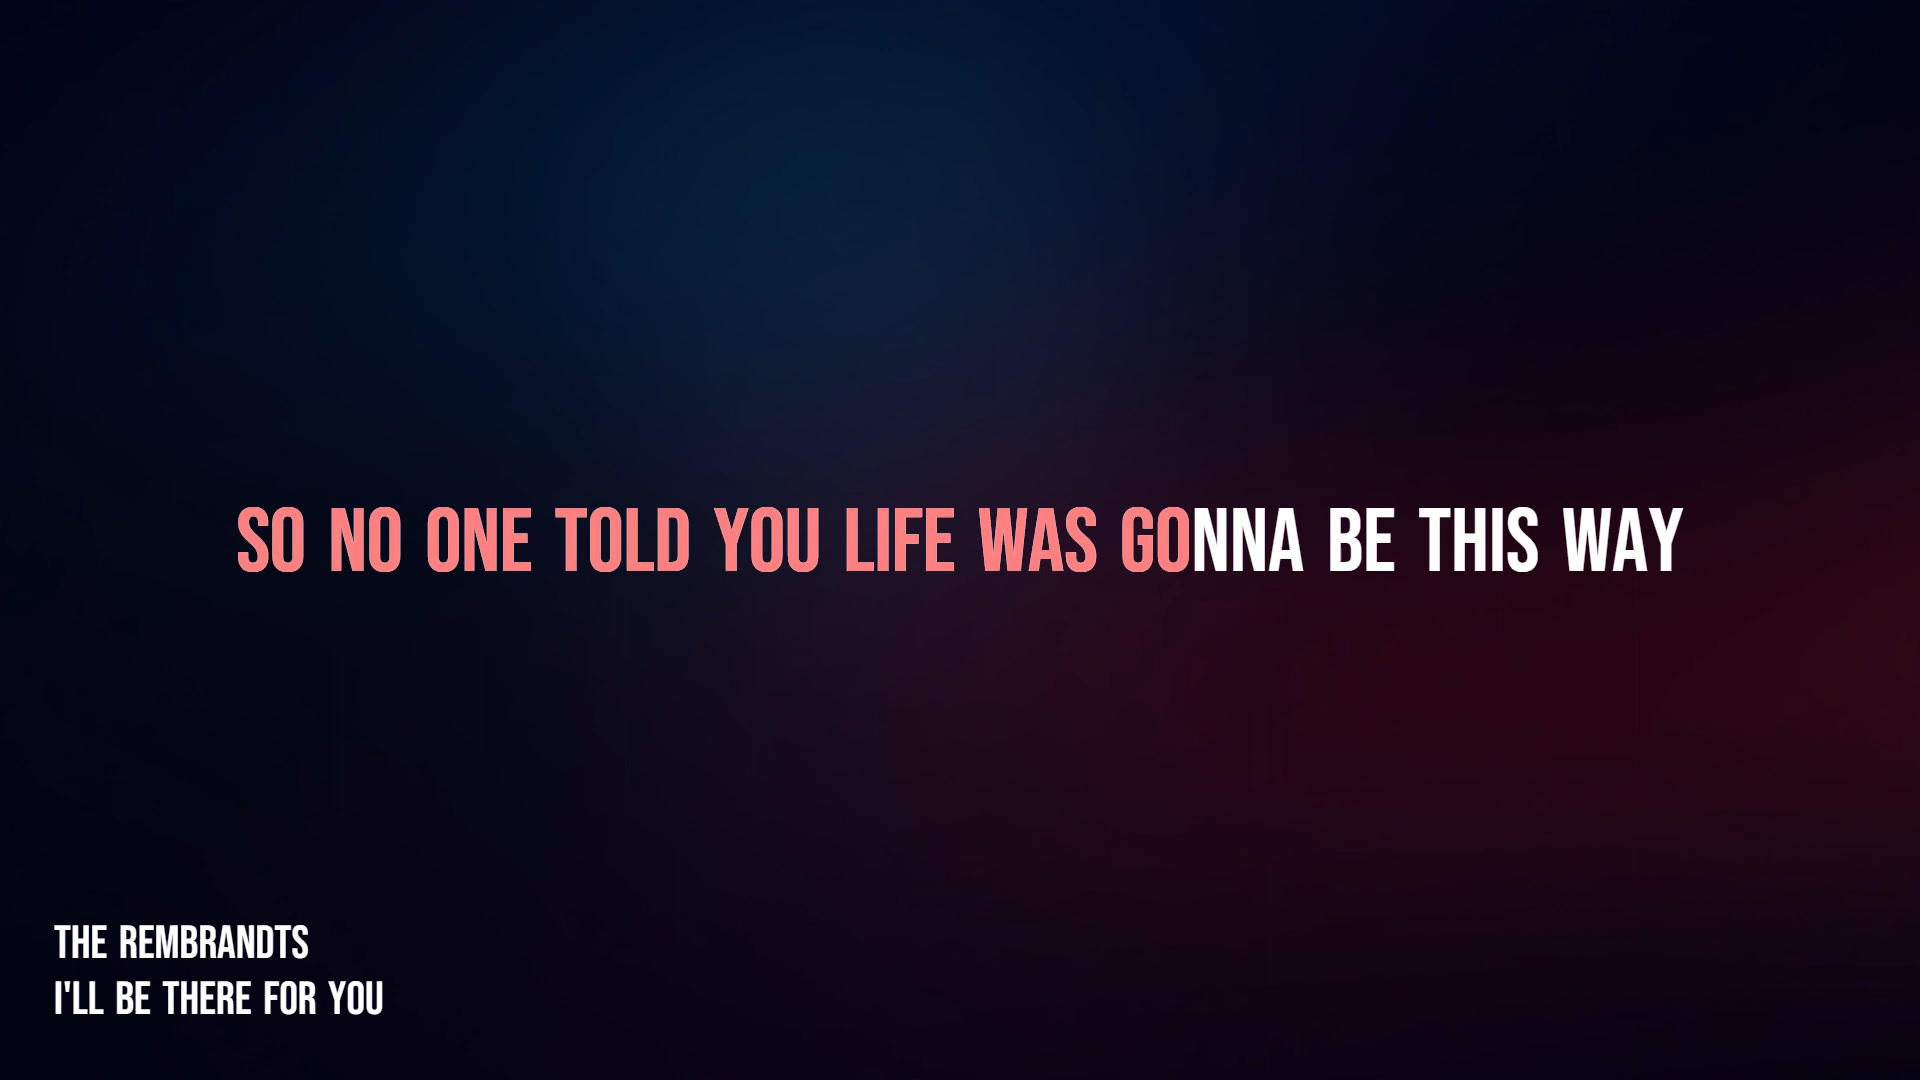 SO NO ONE TOLD YOU LIFE WAS GONNA BE THIS WAY
THE REMBRANDTS
I'LL BE THERE FOR YOU